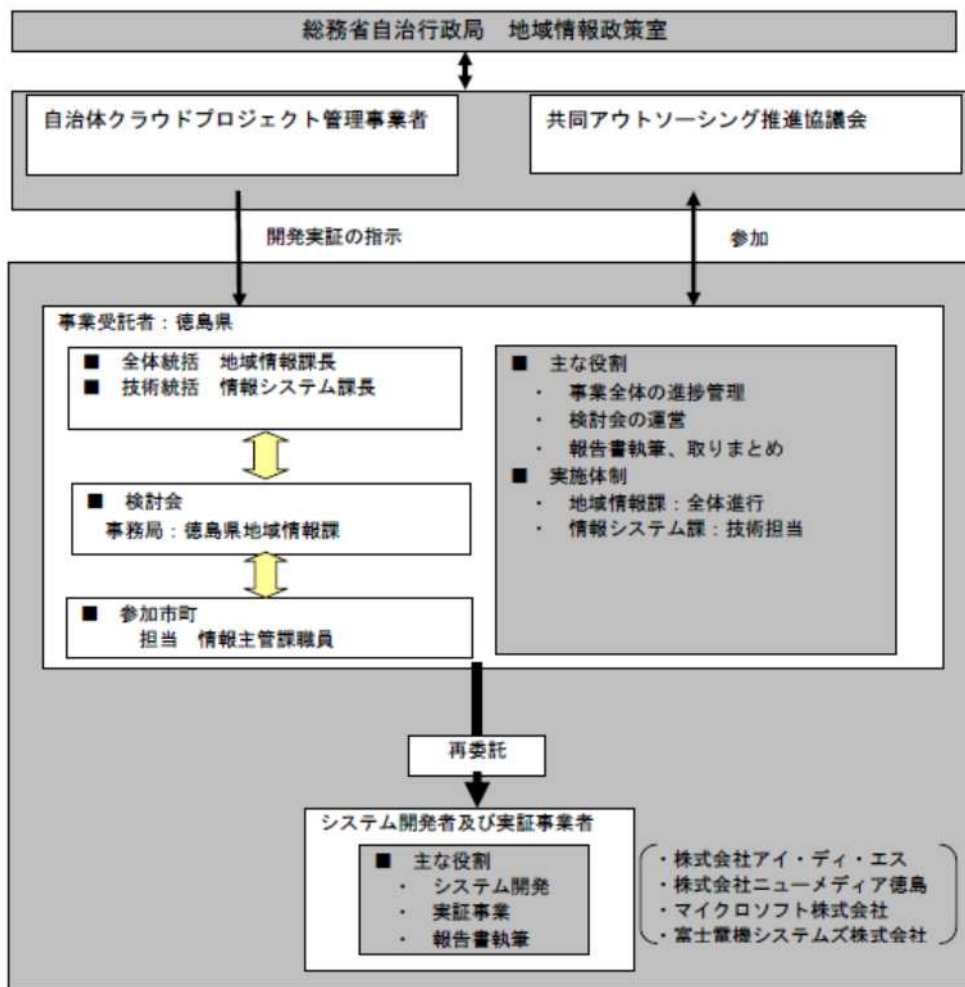 総務省自治行政局　地域情報政策室
自治体クラウドプロジェクト管理事業者
共同アウトソーシング推進協議会
開発実証の指示
参加
事業受託者：徳島県
■　全体統括　地域情報課長
■　技術統括　情報システム課長
■　検討会
事務局：徳島県地域情報課
■　参加市町
担当　情報主管課職員
■　主な役割
・　事業全体の進捗管理
・　検討会の運営
・　報告書執筆、取りまとめ
■　実施体制
・　地域情報課：全体進行
・　情報システム課：技術担当
再委託
システム開発者及び実証事業者
■　主な役割
・　システム開発
・　実証事業
・　報告書執筆
・株式会社アイ・ディ・エス
・株式会社ニューメディア徳島
・マイクロソフト株式会社
・富士電機システムズ株式会社